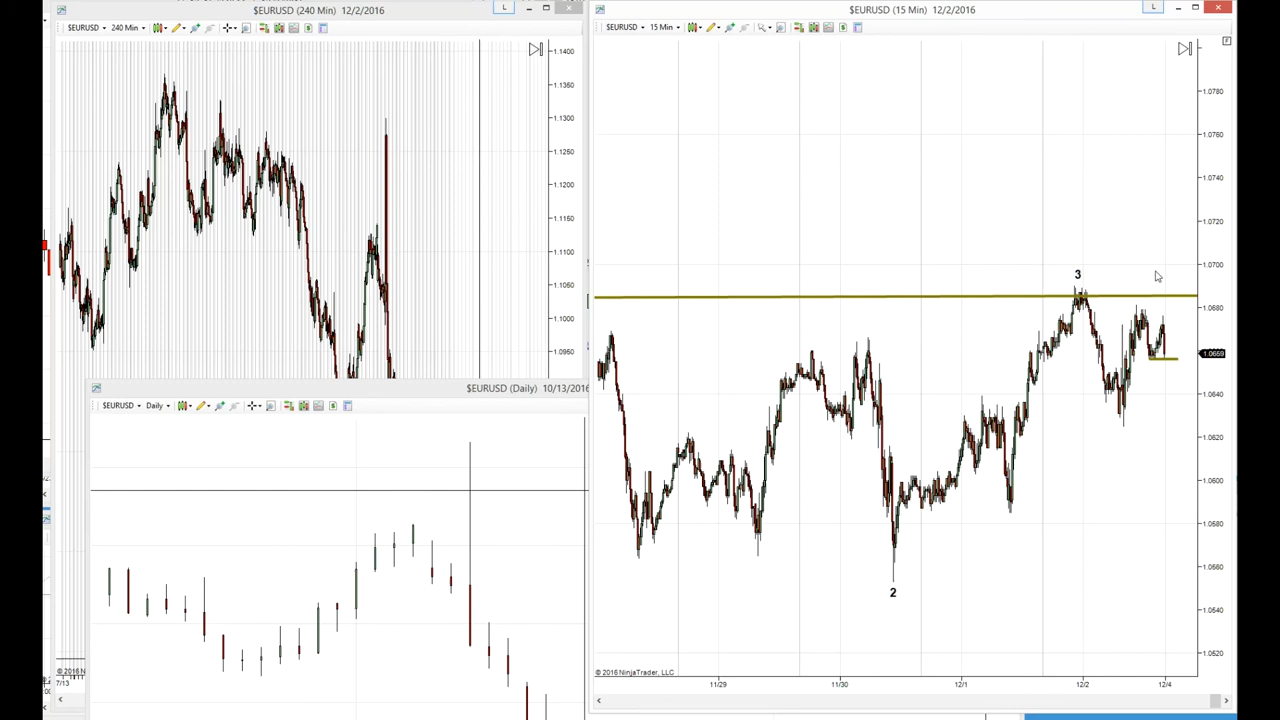 $EURUSD (240 Min) 12/2/2016
L
$EURUSD 240 Min
1.1400
1.1350
1.1300
1.1250
1.1200
1.1150
1.1100
1.1050
1.1000
1.0950
© 2016 N
7/13
$EURUSD (Daily) 10/13/2016
$EURUSD Daily
$EURUSD (15 Min) 12/2/2016
L
$EURUSD 15 Min
F
1.0780
1.0760
1.0740
1.0720
1.0700
3
1.0680
1.0659
1.0640
1.0620
1.0600
1.0580
1.0560
2
1.0540
1.0520
© 2016 NinjaTrader, LLC
11/29
11/30
12/1
12/2
12/4